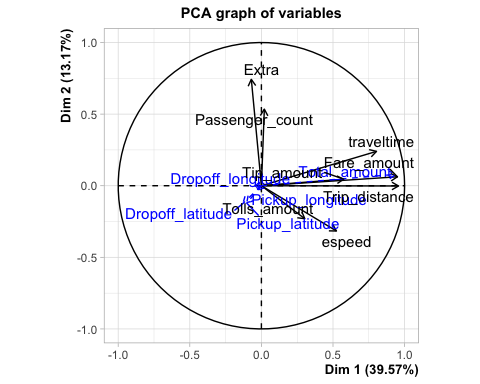 PCA graph of variables
Dim 2 (13.17%)
1.0
0.5
0.0
-0.5
-1.0
Extra
Passenger_count
traveltime
Fare_amount
Tip_amount
Total_amount
Dropoff_longitude
Trip_distance
Pickup_longitude
Tolls_amount
Dropoff_latitude
Pickup_latitude
espeed
-1.0 -0.5 0.0 0.5 1.0
Dim 1 (39.57%)